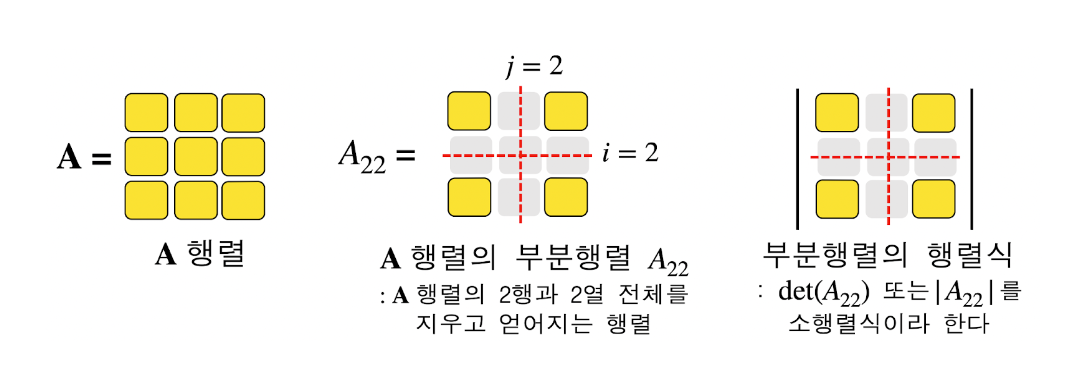 A =
A 행렬
j = 2
A₂₂ =
i = 2
A 행렬의 부분행렬 A₂₂
: A 행렬의 2행과 2열 전체를
지우고 얻어지는 행렬
부분행렬의 행렬식
: det(A₂₂) 또는|A₂₂|를
소행렬식이라 한다